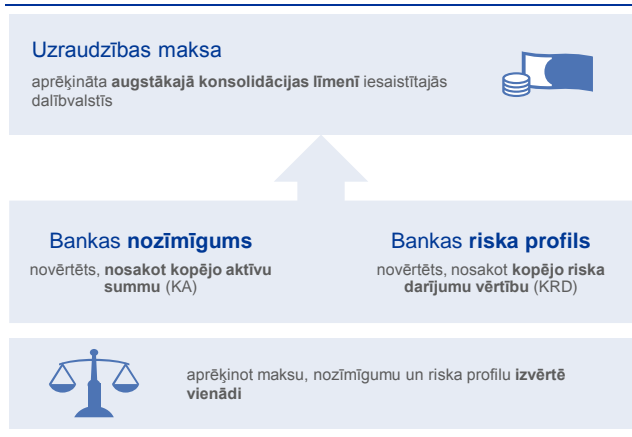 Uzraudzības maksa
aprēķināta augstākajā konsolidācijas līmenī iesaistītajās
dalībvalstīs
Bankas nozīmīgums
novērtēts, nosakot kopējo aktīvu
summu (KA)
Bankas riska profils
novērtēts, nosakot kopējo riska
darījumu vērtību (KRD)
aprēķinot maksu, nozīmīgumu un riska profilu izvērtē
vienādi